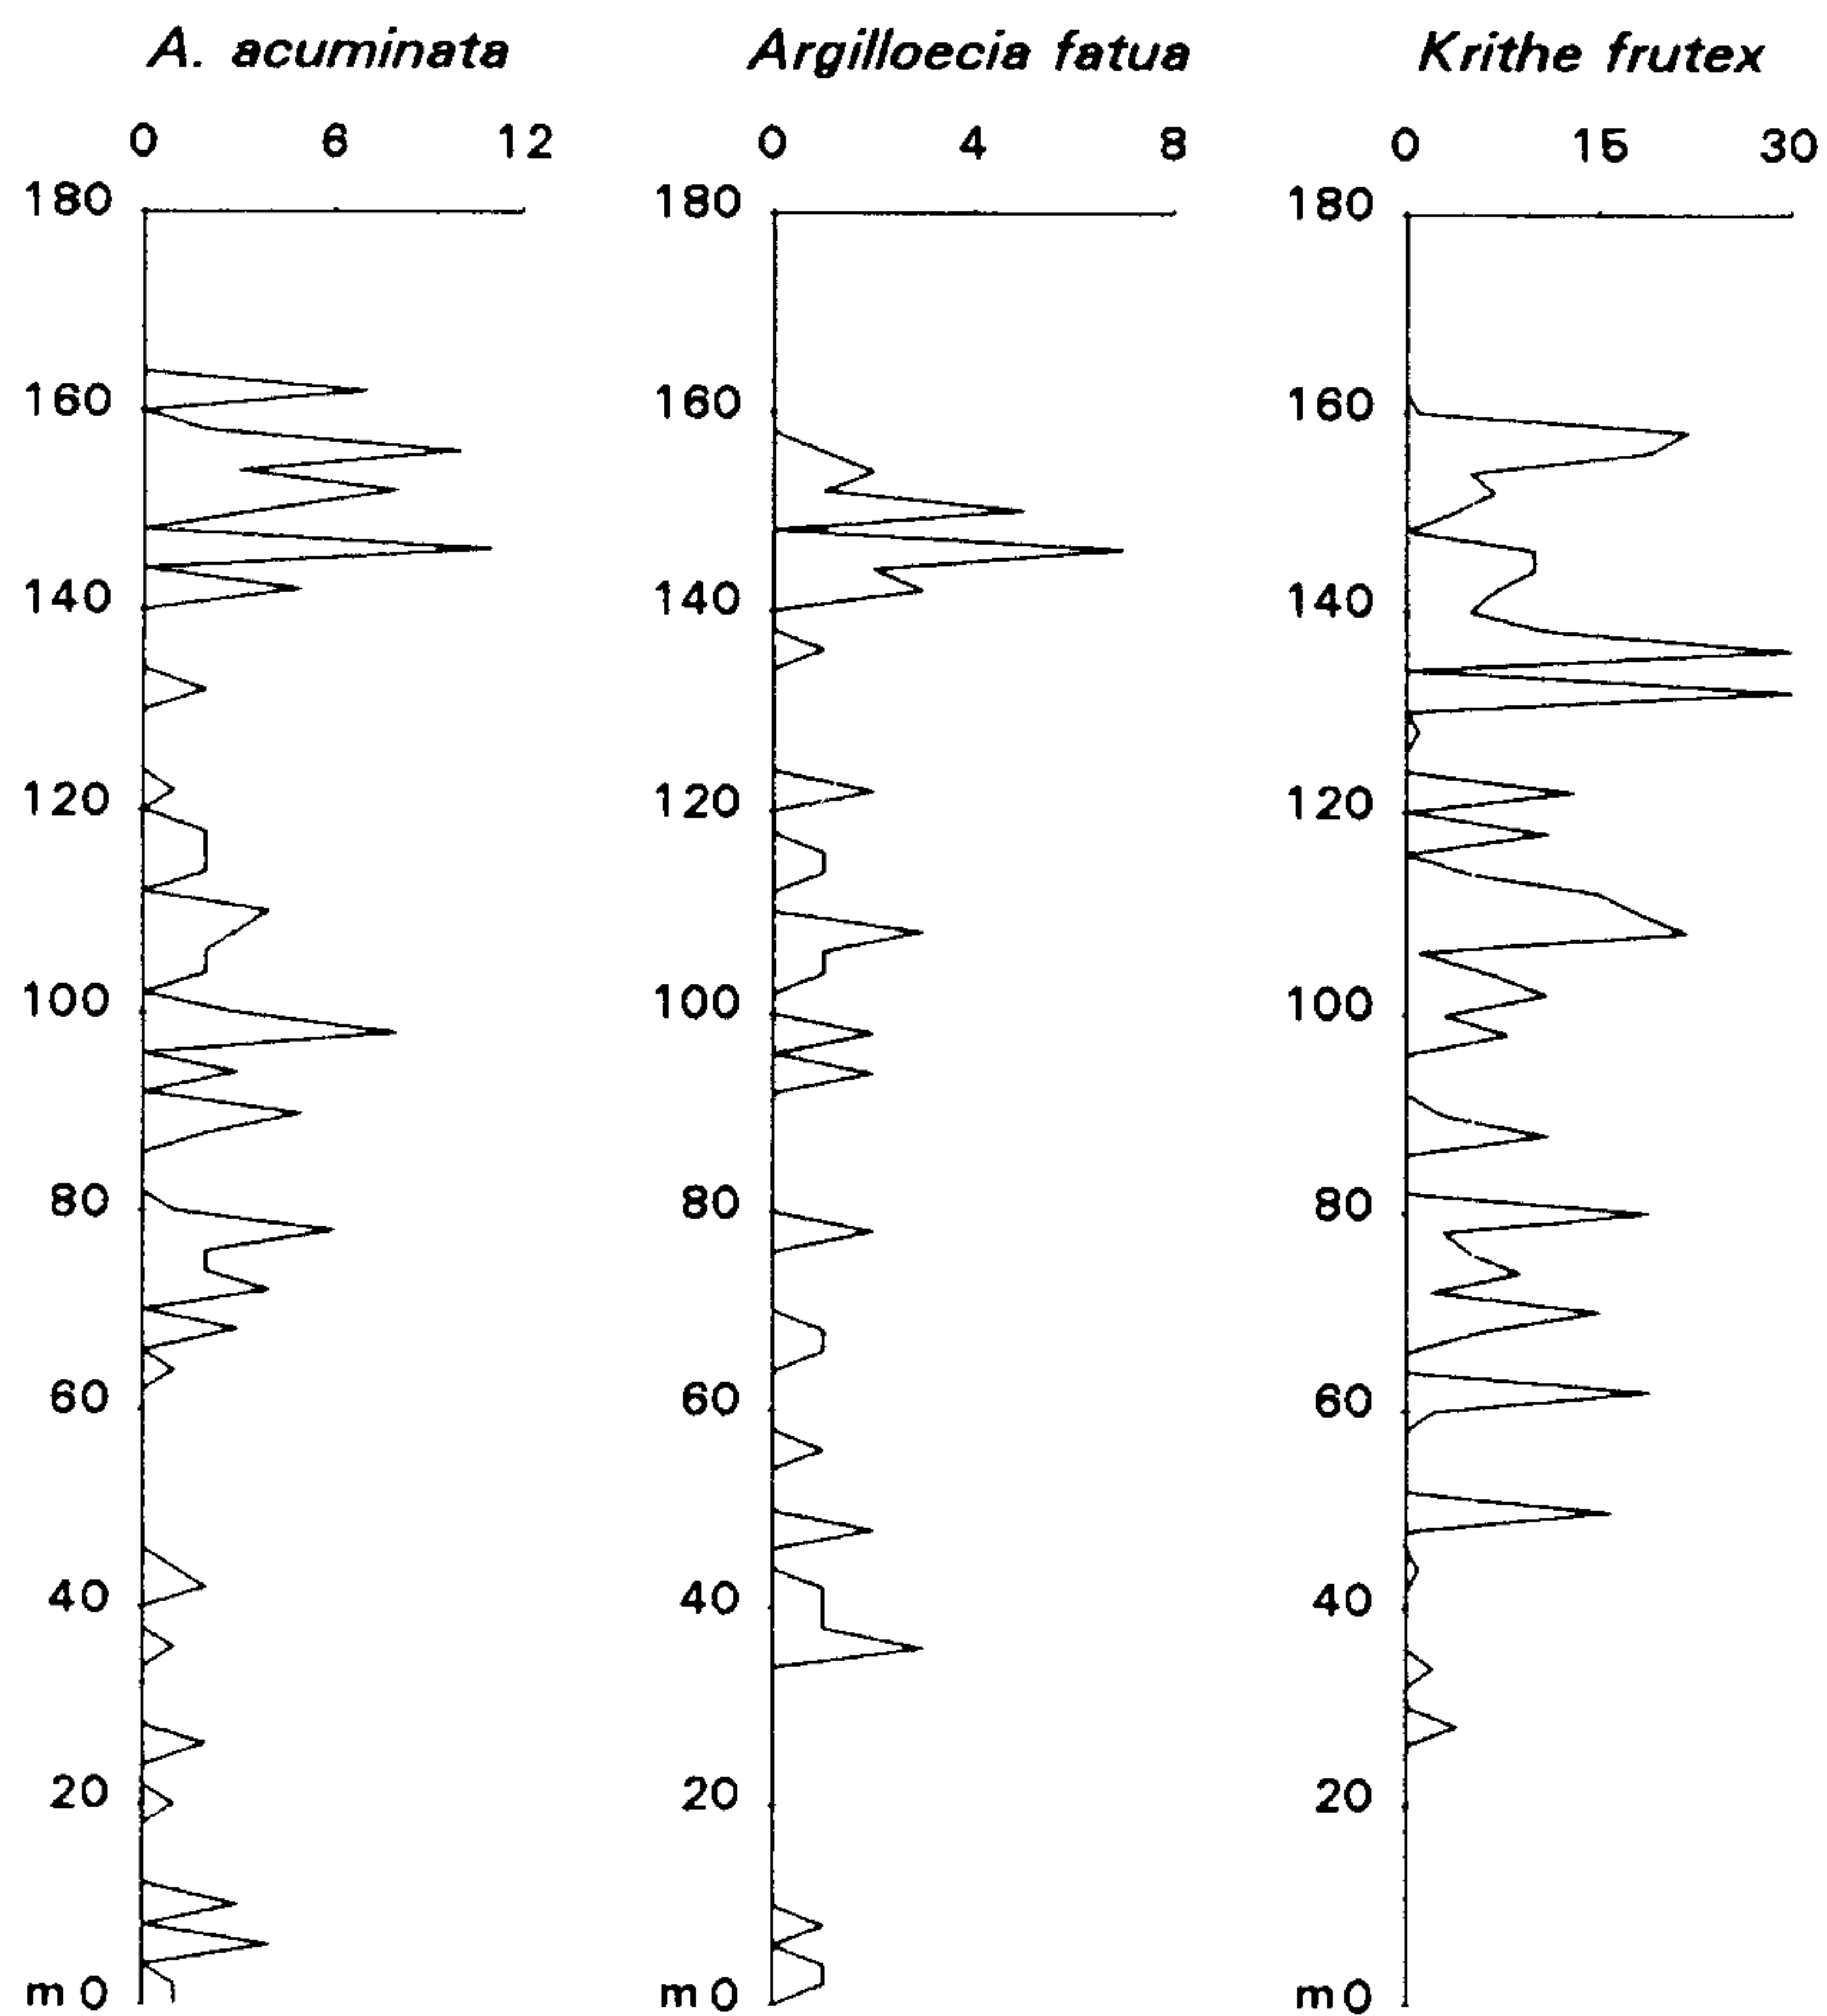 A. acuminata Argilloecia fatua Krithe frutex
0 6 12 0 4 8 0 15 30
180 180 180
160 160 160
140 140 140
120 120 120
100 100 100
80 80 80
60 60 60
40 40 40
20 20 20
m 0 m 0 m 0